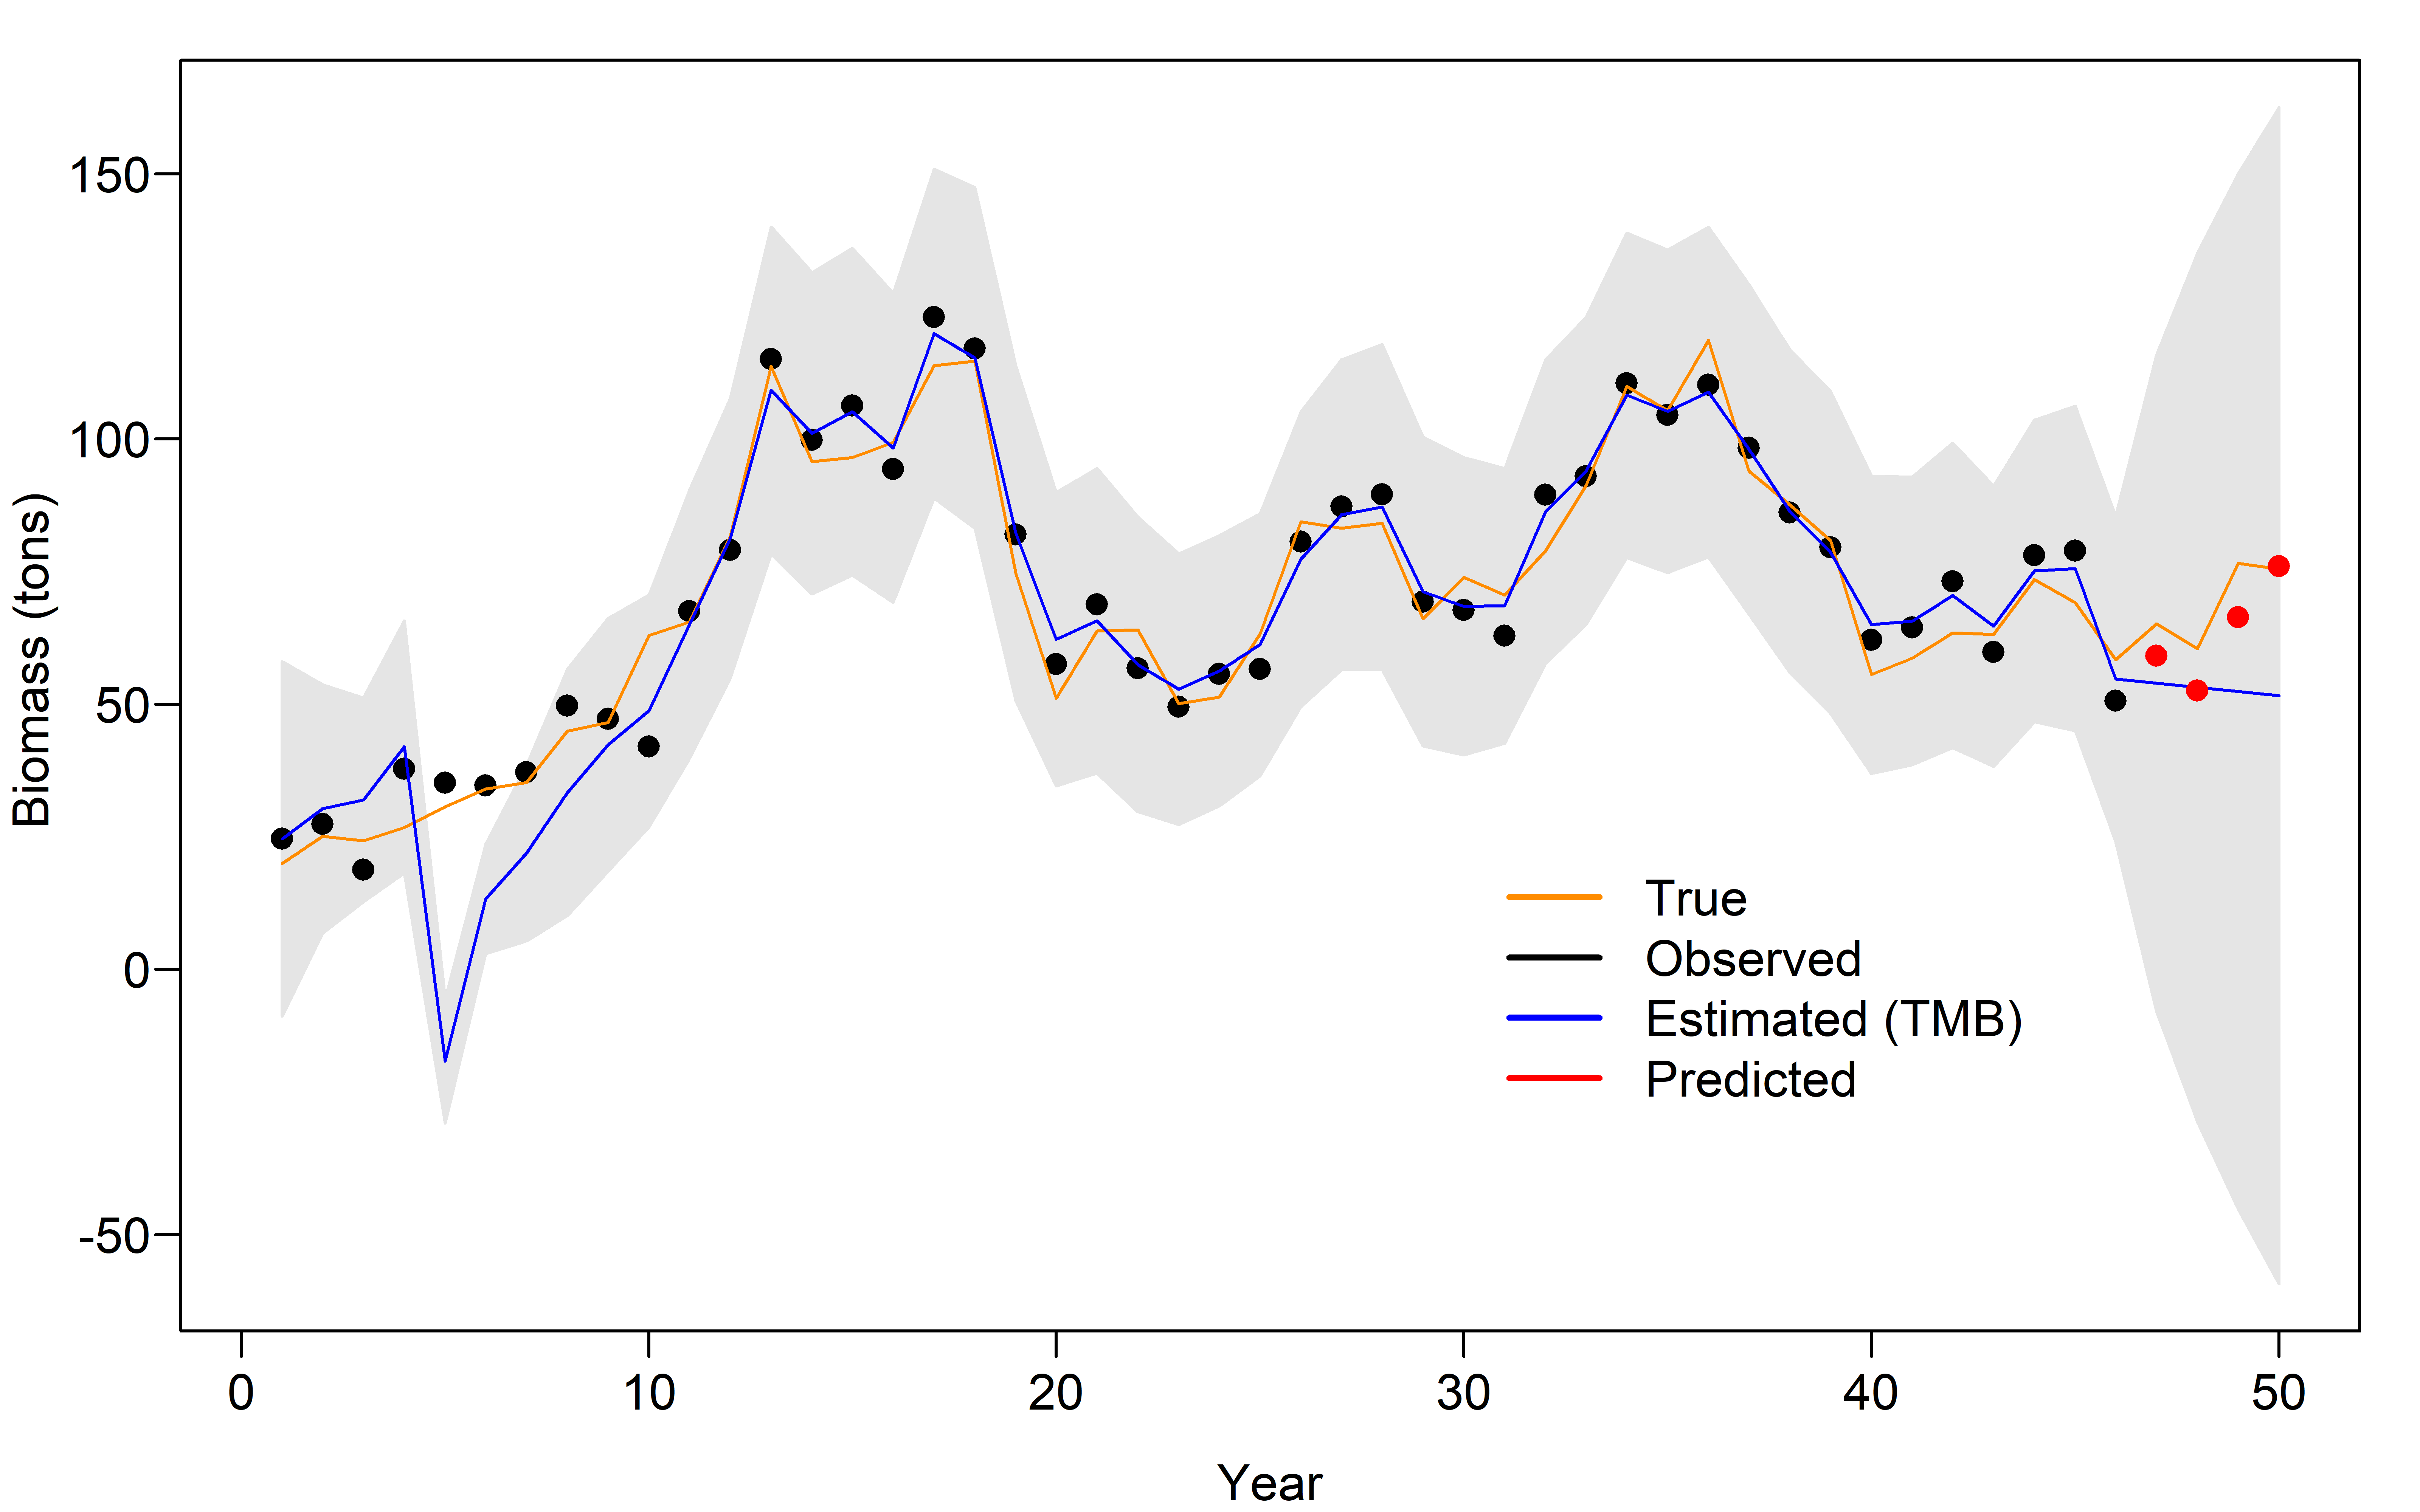 150
100
50
0
-50
Biomass (tons)
True
Observed
Estimated (TMB)
Predicted
0 10 20 30 40 50
Year